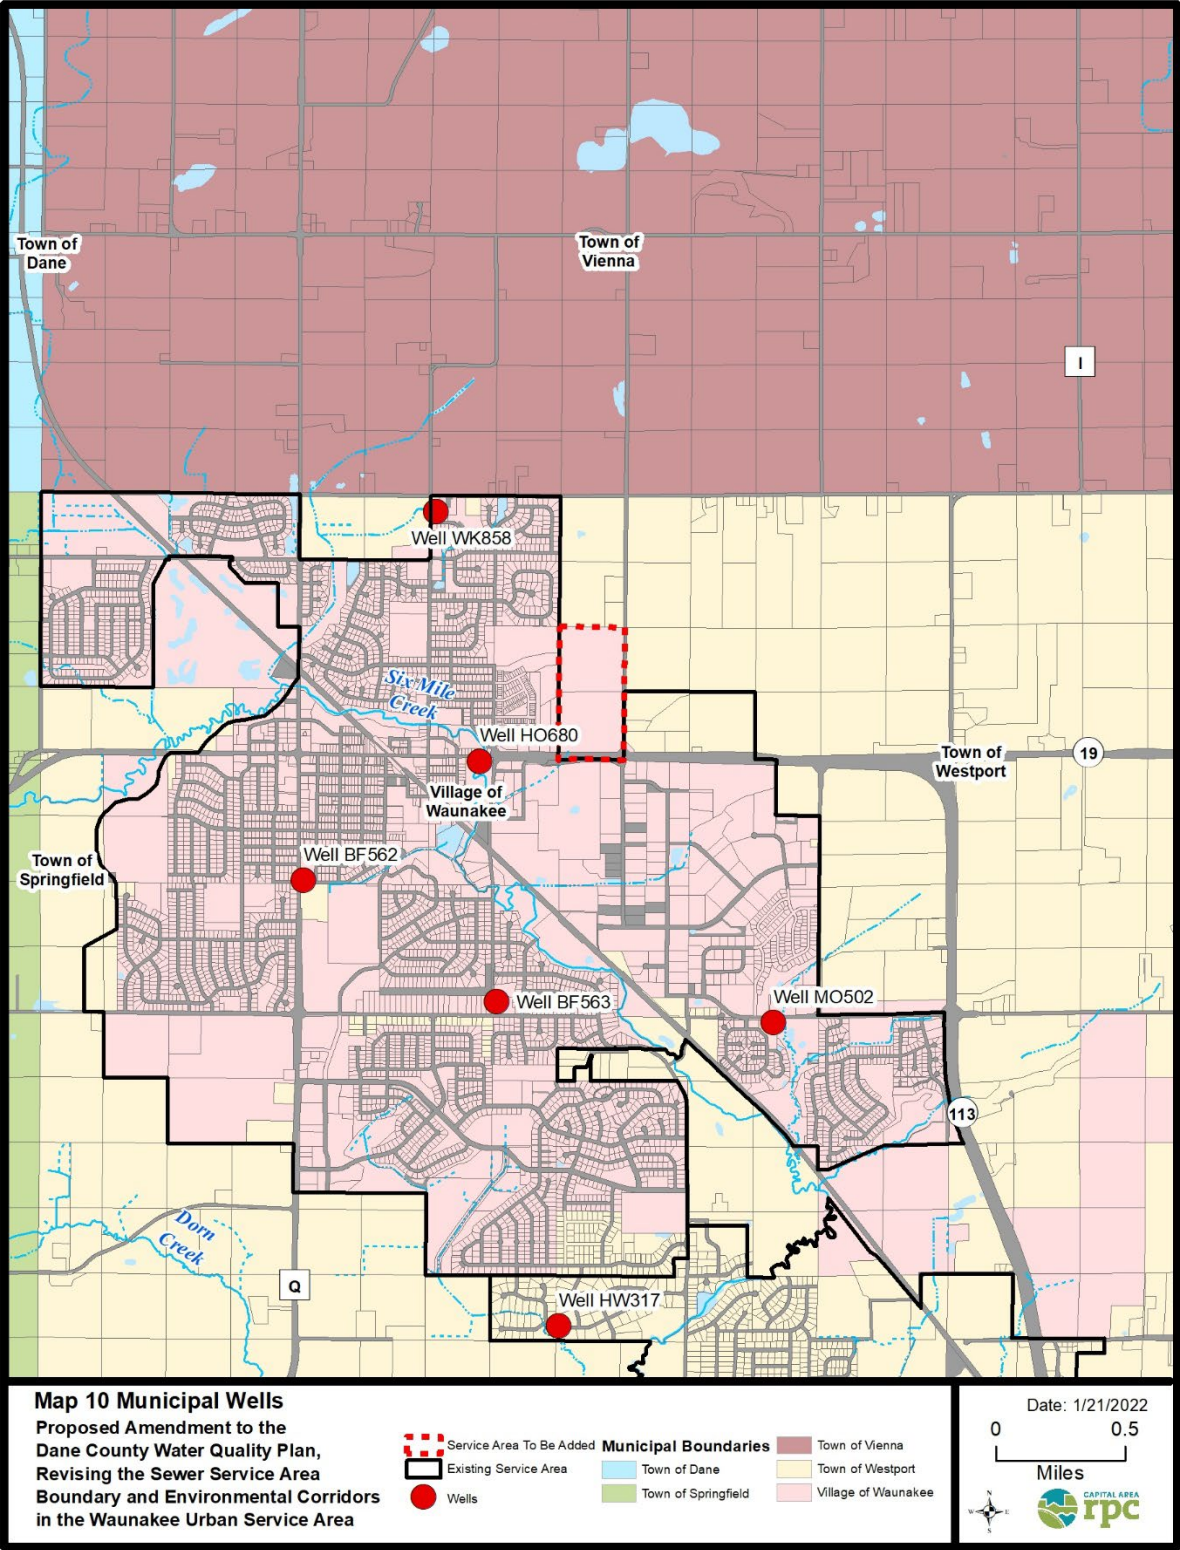 Town of
Dane
Town of
Vienna
I
Well WK858
Six Mile
Creek
Well HO680
Village of
Waunakee
Town of
Westport
19
Well BF562
Town of
Springfield
Well BF563
Well MO502
113
Dorn
Creek
Q
Well HW317
Map 10 Municipal Wells
Proposed Amendment to the
Dane County Water Quality Plan,
Revising the Sewer Service Area
Boundary and Environmental Corridors
in the Waunakee Urban Service Area
Service Area To Be Added
Existing Service Area
Wells
Municipal Boundaries
Town of Dane
Town of Springfield
Town of Vienna
Town of Westport
Village of Waunakee
Date: 1/21/2022
0 0.5
Miles
N
W E
S
CAPITAL AREA
rpc